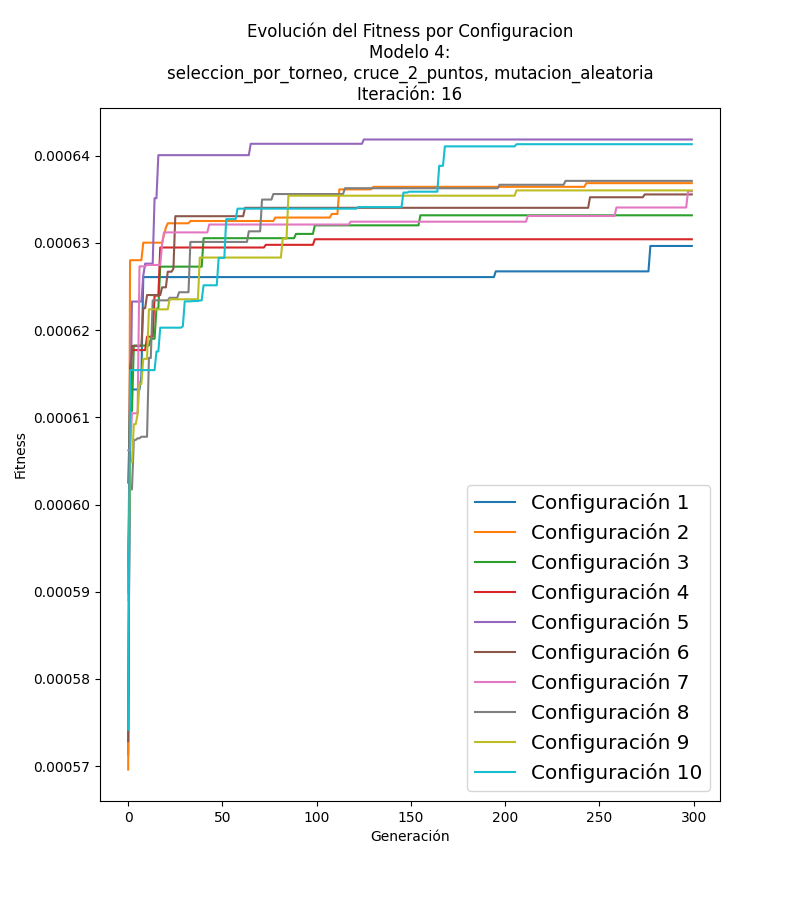 Evolución del Fitness por Configuracion
Modelo 4:
seleccion_por_torneo, cruce_2_puntos, mutacion_aleatoria
Iteración: 16
Fitness
0.00064
0.00063
0.00062
0.00061
0.00060
0.00059
0.00058
0.00057
0
50
100
150
200
250
300
Generación
Configuración 1
Configuración 2
Configuración 3
Configuración 4
Configuración 5
Configuración 6
Configuración 7
Configuración 8
Configuración 9
Configuración 10